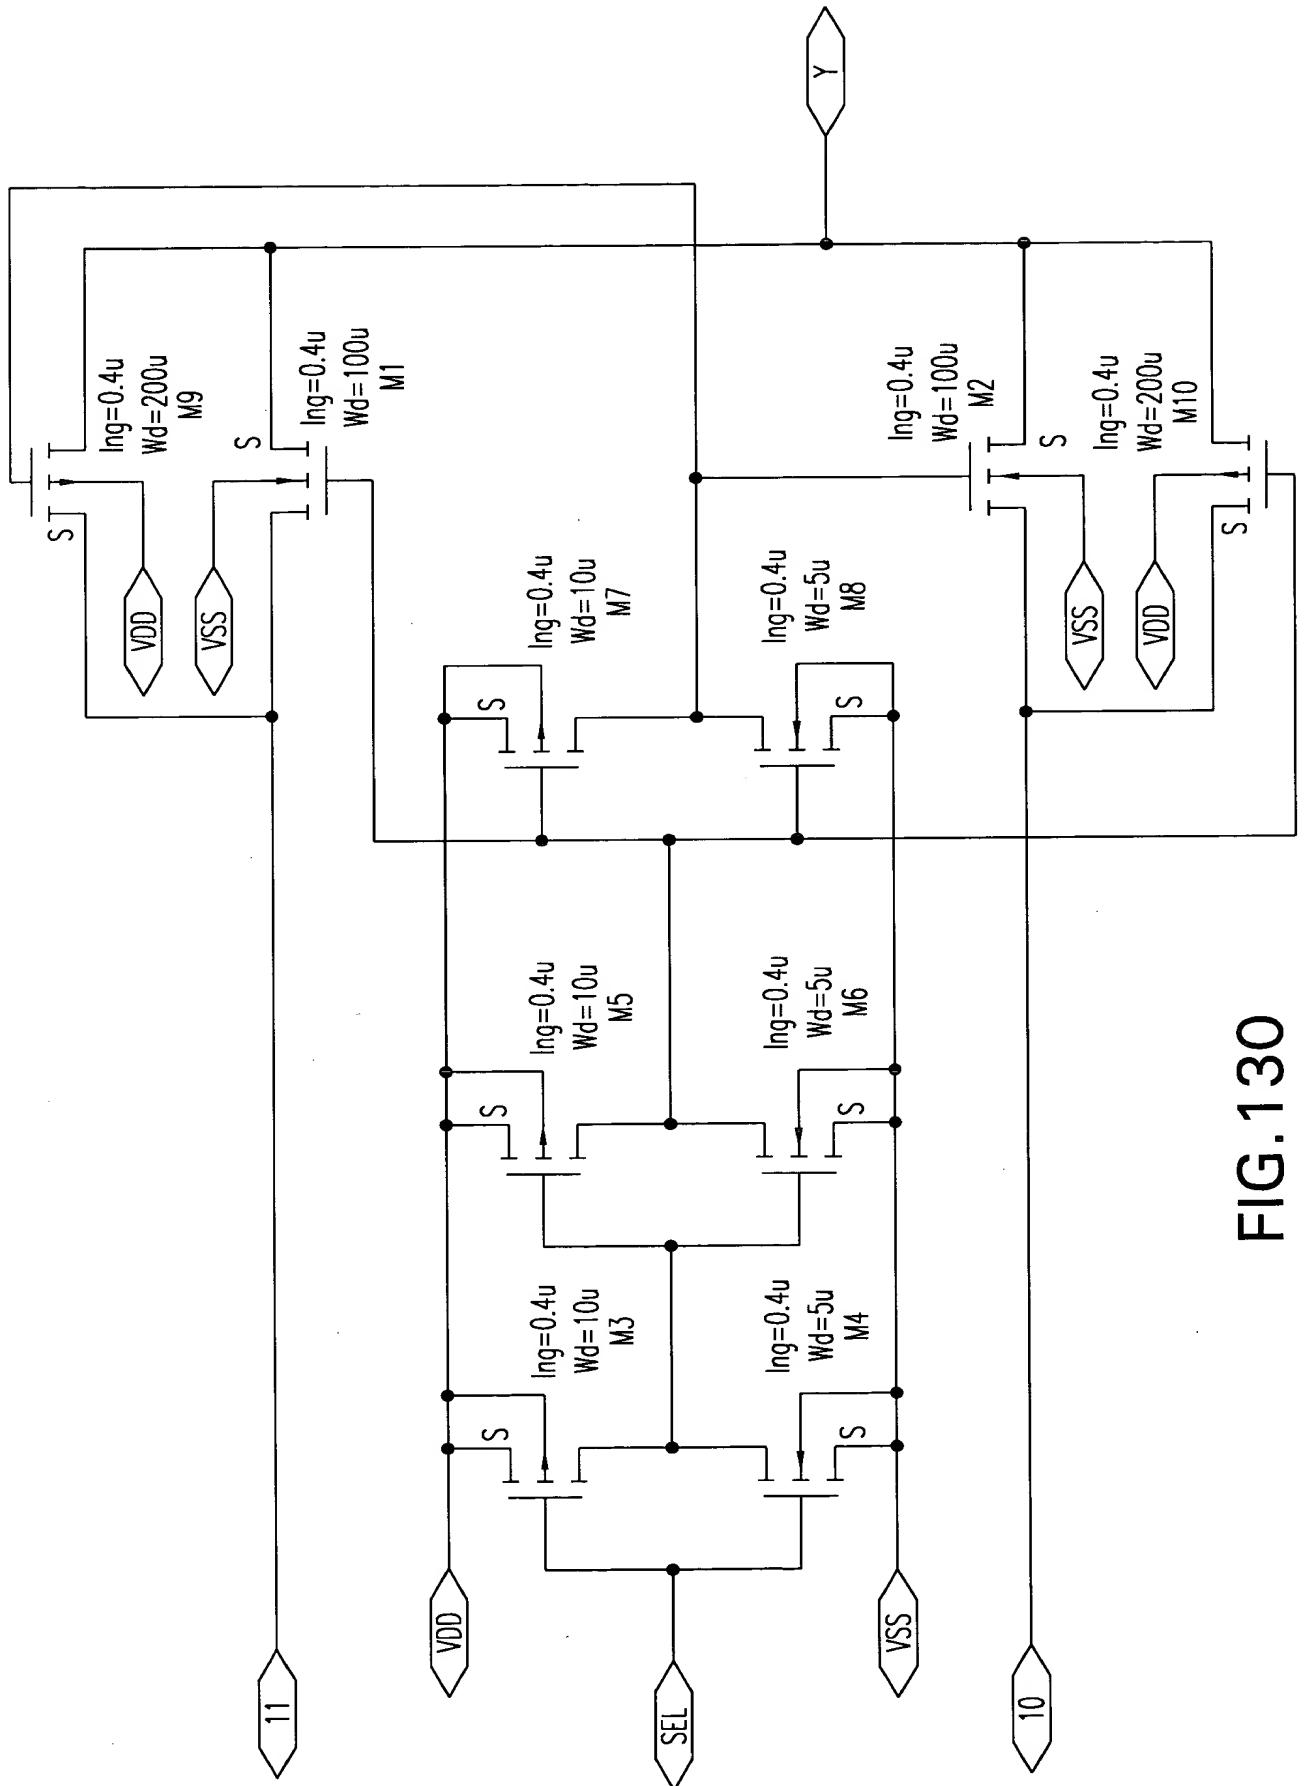 S
lng=0.4u
Wd=200u
M9
VDD
VSS
S
lng=0.4u
Wd=100u
M1
11
VDD
S
lng=0.4u
Wd=10u
M3
S
lng=0.4u
Wd=10u
M5
S
lng=0.4u
Wd=10u
M7
SEL
Y
lng=0.4u
Wd=5u
M4
S
lng=0.4u
Wd=5u
M6
S
lng=0.4u
Wd=5u
M8
S
VSS
lng=0.4u
Wd=100u
M2
S
10
VSS
VDD
lng=0.4u
Wd=200u
M10
S
FIG.130